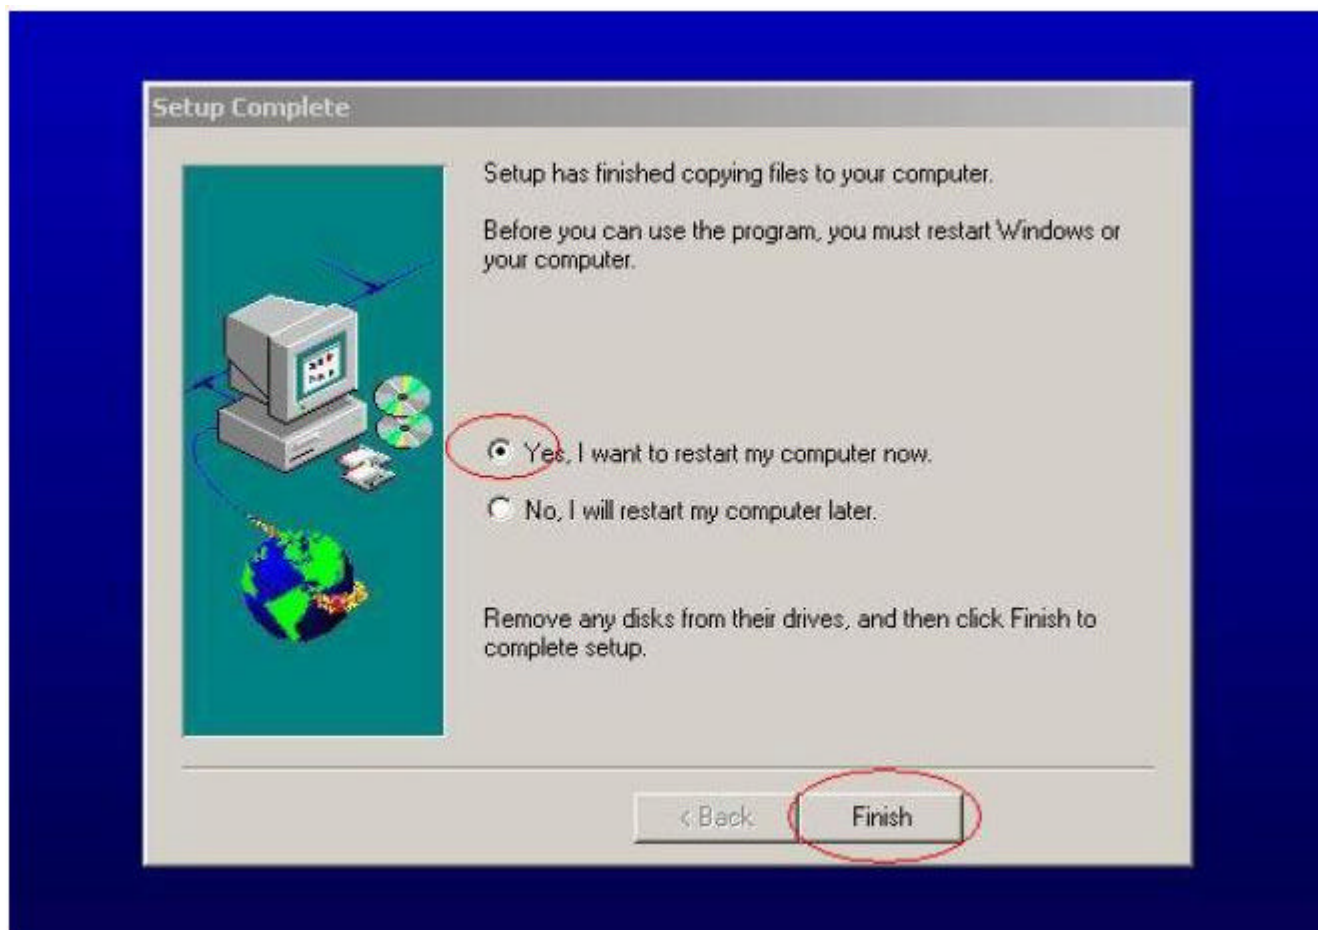 Setup Complete
Setup has finished copying files to your computer.
Before you can use the program, you must restart Windows or
your computer.
Yes, I want to restart my computer now.
No, I will restart my computer later.
Remove any disks from their drives, and then click Finish to
complete setup.
< Back
Finish